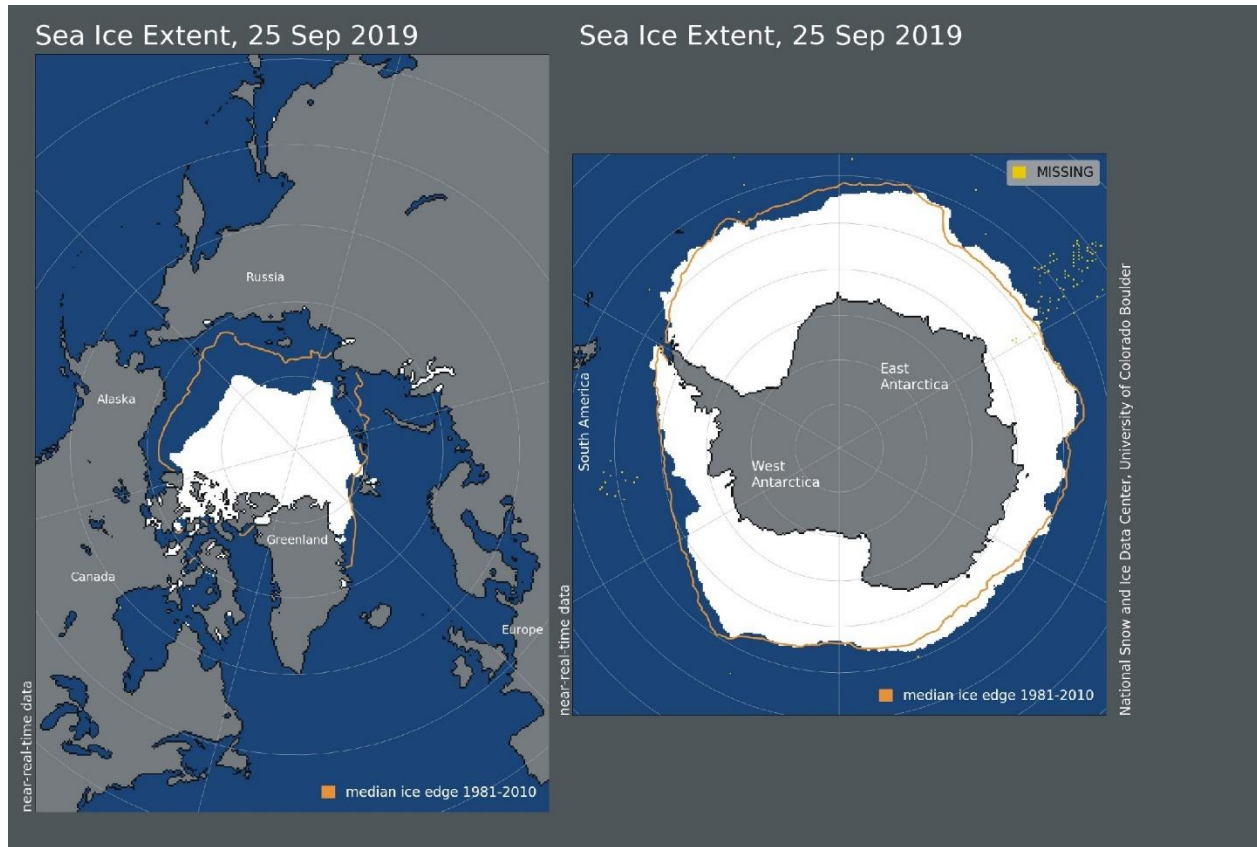 Sea Ice Extent, 25 Sep 2019
Russia
Alaska
Greenland
Canada
Europe
near-real-time data
median ice edge 1981-2010
Sea Ice Extent, 25 Sep 2019
MISSING
East
Antarctica
South America
West
Antarctica
near-real-time data
median ice edge 1981-2010
National Snow and Ice Data Center, University of Colorado Boulder